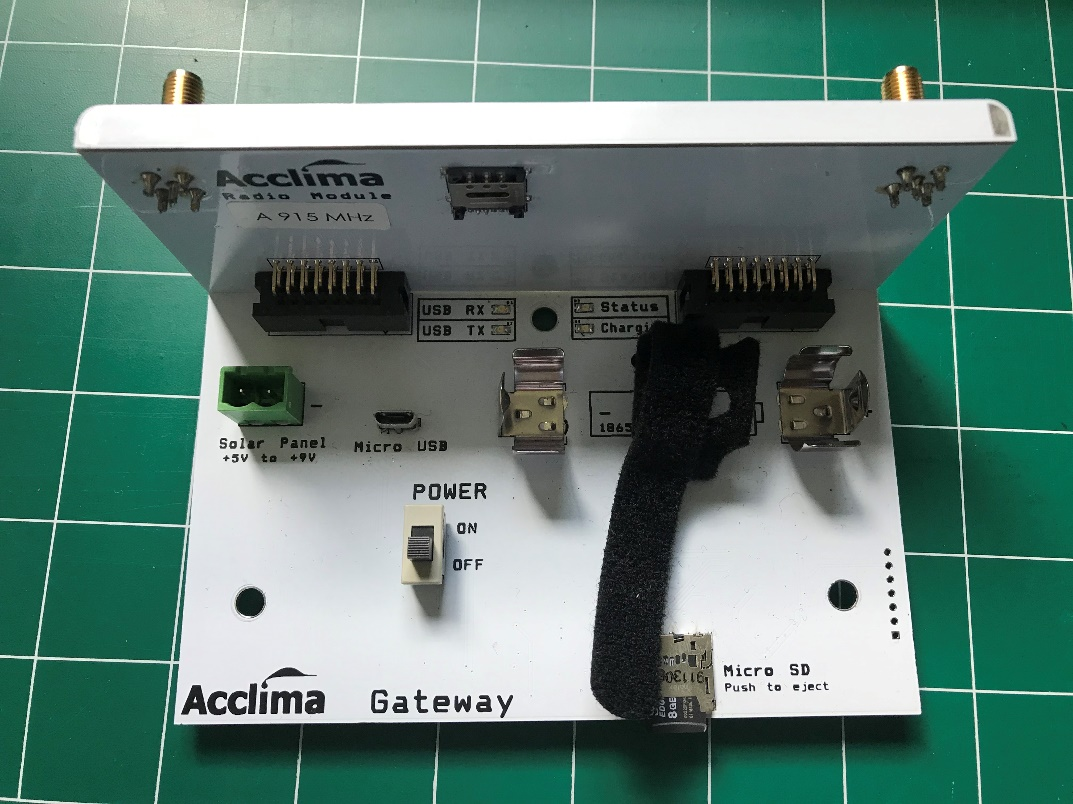 Acclima
Radio Module
A 915 MHz
USB RX
USB TX
Status
- 
Solar Panel
+5V to +9V
Micro USB
-
POWER
ON
OFF
Micro SD
Push to eject
8GB
Acclima Gateway